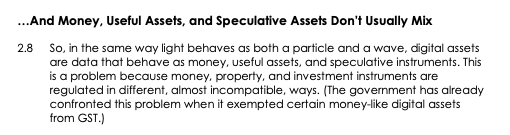 ...And Money, Useful Assets, and Speculative Assets Don't Usually Mix
2.8 So, in the same way light behaves as both a particle and a wave, digital assets
are data that behave as money, useful assets, and speculative instruments. This
is a problem because money, property, and investment instruments are
regulated in different, almost incompatible, ways. (The government has already
confronted this problem when it exempted certain money-like digital assets
from GST.)